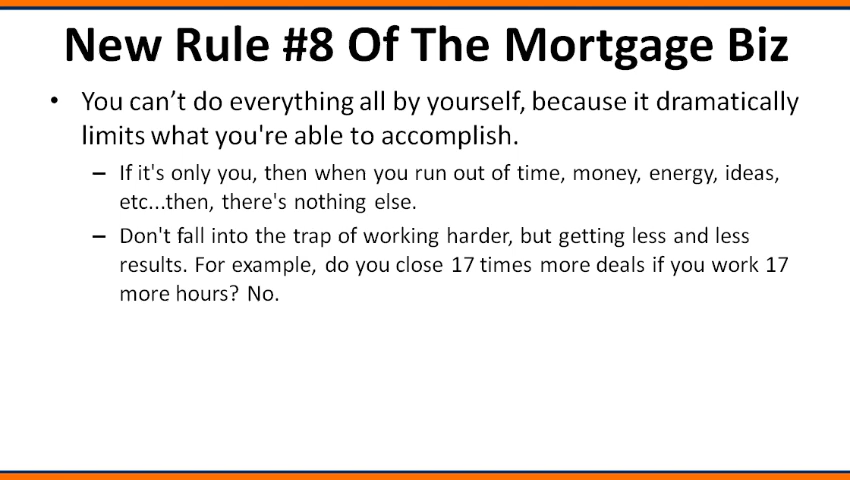 New Rule #8 Of The Mortgage Biz
• You can’t do everything all by yourself, because it dramatically
limits what you're able to accomplish.
– If it's only you, then when you run out of time, money, energy, ideas,
etc...then, there's nothing else.
– Don't fall into the trap of working harder, but getting less and less
results. For example, do you close 17 times more deals if you work 17
more hours? No.